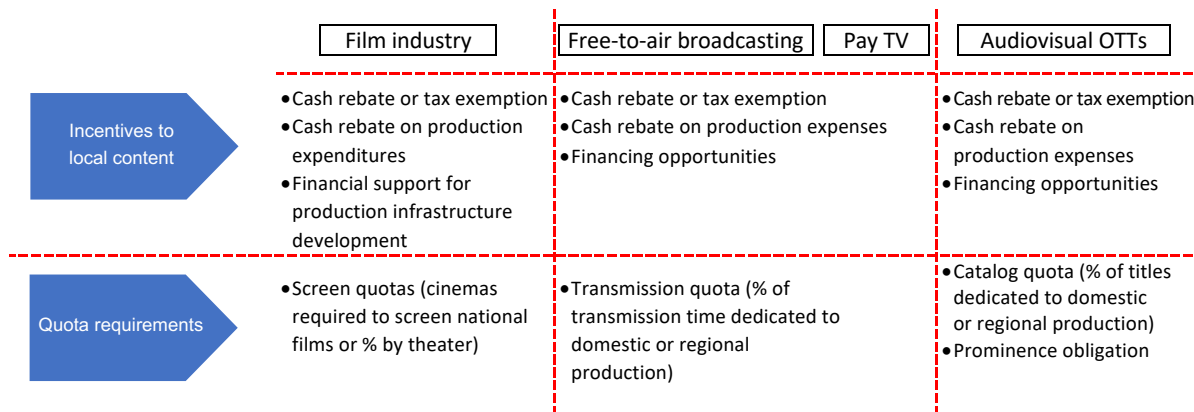 Film industry
Free-to-air broadcasting
Pay TV
Audiovisual OTTs
Incentives to
local content
•Cash rebate or tax exemption
•Cash rebate on production
expenditures
•Financial support for
production infrastructure
development
•Cash rebate or tax exemption
•Cash rebate on production expenses
•Financing opportunities
•Cash rebate or tax exemption
•Cash rebate on
production expenses
•Financing opportunities
Quota requirements
•Screen quotas (cinemas
required to screen national
films or % by theater)
•Transmission quota (% of
transmission time dedicated to
domestic or regional
production)
•Catalog quota (% of titles
dedicated to domestic
or regional production)
•Prominence obligation